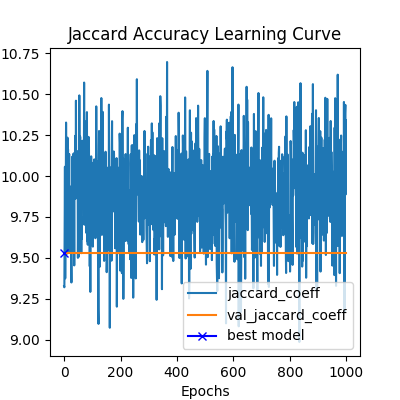 Jaccard Accuracy Learning Curve
10.75
10.50
10.25
10.00
9.75
9.50
9.25
9.00
jaccard_coeff
val_jaccard_coeff
best model
0 200 400 600 800 1000
Epochs